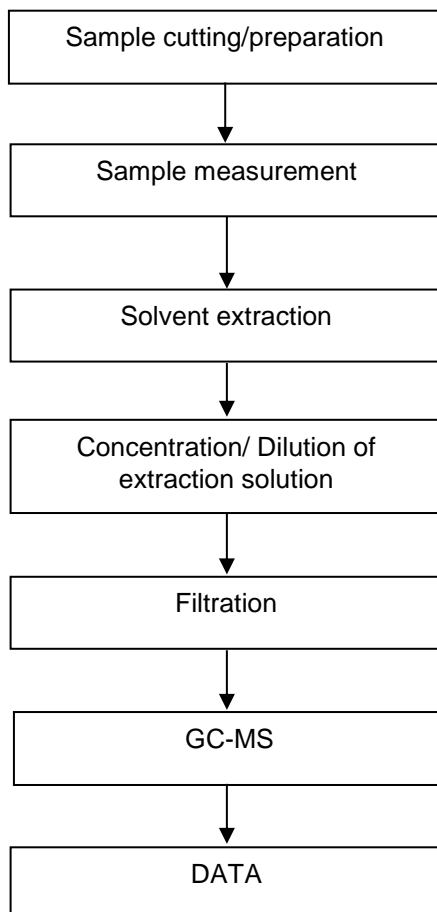 Sample cutting/preparation
Sample measurement
Solvent extraction
Concentration/ Dilution of
extraction solution
Filtration
GC-MS
DATA